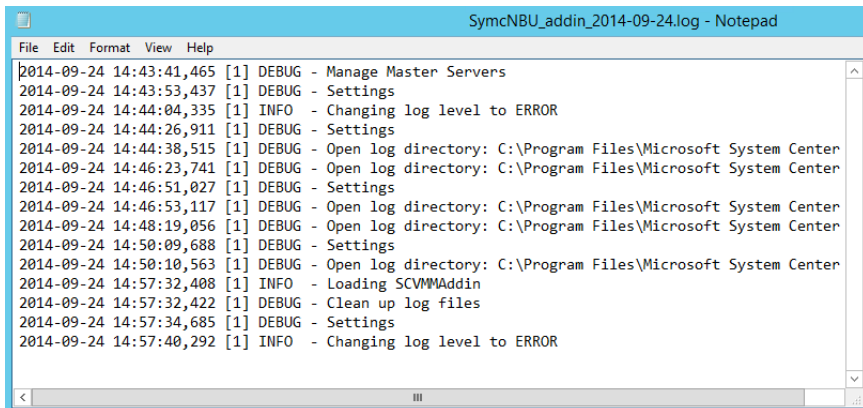 SymcNBU_addin_2014-09-24.log - Notepad
File Edit Format View Help
2014-09-24 14:43:41,465 [1] DEBUG - Manage Master Servers
2014-09-24 14:43:53,437 [1] DEBUG - Settings
2014-09-24 14:44:04,335 [1] INFO  - Changing log level to ERROR
2014-09-24 14:44:26,911 [1] DEBUG - Settings
2014-09-24 14:44:38,515 [1] DEBUG - Open log directory: C:\Program Files\Microsoft System Center
2014-09-24 14:46:23,741 [1] DEBUG - Open log directory: C:\Program Files\Microsoft System Center
2014-09-24 14:46:51,027 [1] DEBUG - Settings
2014-09-24 14:46:53,117 [1] DEBUG - Open log directory: C:\Program Files\Microsoft System Center
2014-09-24 14:48:19,056 [1] DEBUG - Open log directory: C:\Program Files\Microsoft System Center
2014-09-24 14:50:09,688 [1] DEBUG - Settings
2014-09-24 14:50:10,563 [1] DEBUG - Open log directory: C:\Program Files\Microsoft System Center
2014-09-24 14:57:32,408 [1] INFO  - Loading SCVMMAddin
2014-09-24 14:57:32,422 [1] DEBUG - Clean up log files
2014-09-24 14:57:34,685 [1] DEBUG - Settings
2014-09-24 14:57:40,292 [1] INFO  - Changing log level to ERROR